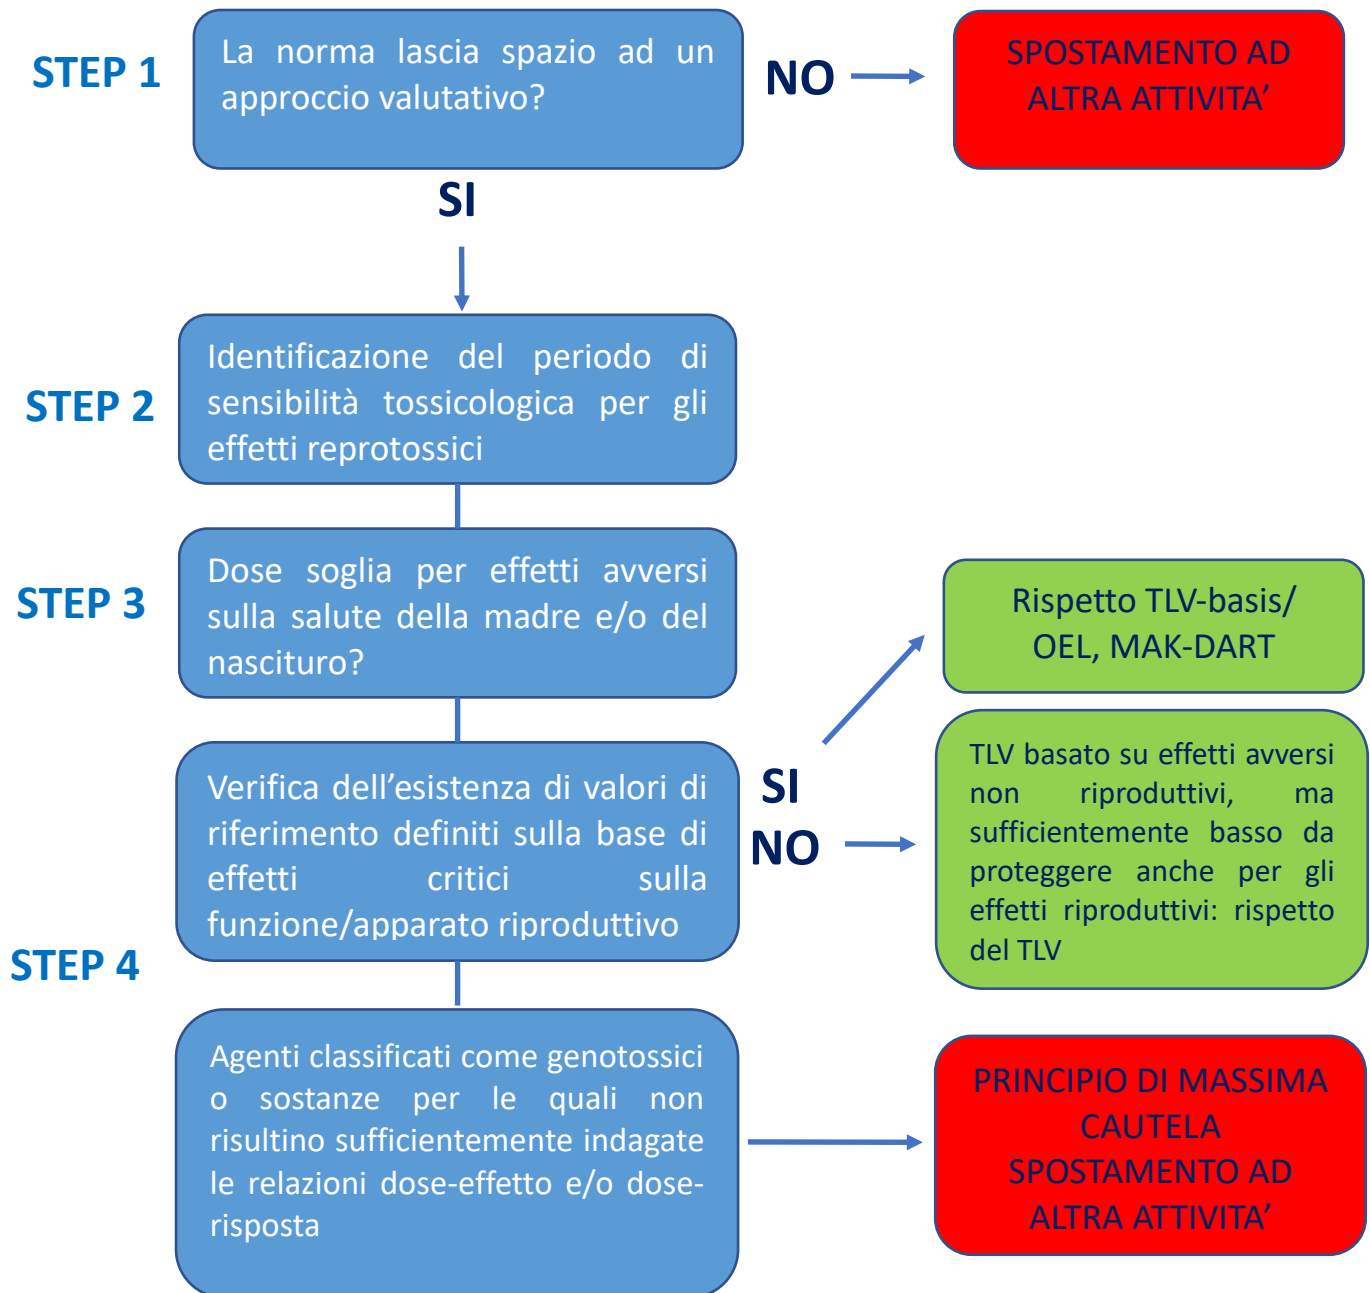 STEP 1
La norma lascia spazio ad un
approccio valutativo?
NO
SPOSTAMENTO AD
ALTRA ATTIVITA’
SI
STEP 2
Identificazione del periodo di
sensibilità tossicologica per gli
effetti reprotossici
STEP 3
Dose soglia per effetti avversi
sulla salute della madre e/o del
nascituro?
Rispetto TLV-basis/
OEL, MAK-DART
STEP 4
Verifica dell’esistenza di valori di
riferimento definiti sulla base di
effetti critici sulla
funzione/apparato riproduttivo
SI
NO
TLV basato su effetti avversi
non riproduttivi, ma
sufficientemente basso da
proteggere anche per gli
effetti riproduttivi: rispetto
del TLV
Agenti classificati come genotossici
o sostanze per le quali non
risultino sufficientemente indagate
le relazioni dose-effetto e/o dose-
risposta
PRINCIPIO DI MASSIMA
CAUTELA
SPOSTAMENTO AD
ALTRA ATTIVITA’